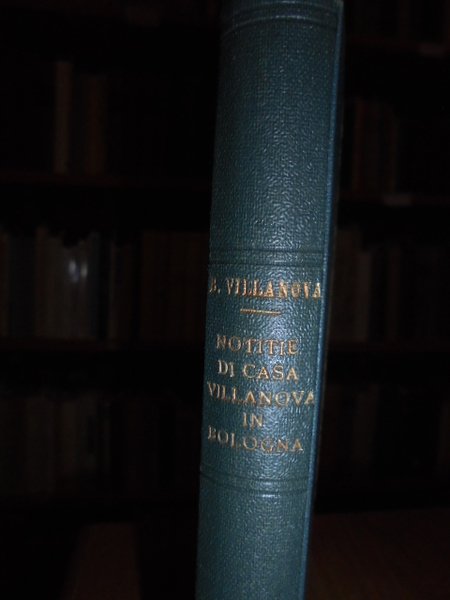 B. VILLANOVA
NOTITIE
DI CASA
VILLANOVA
IN
BOLOGNA